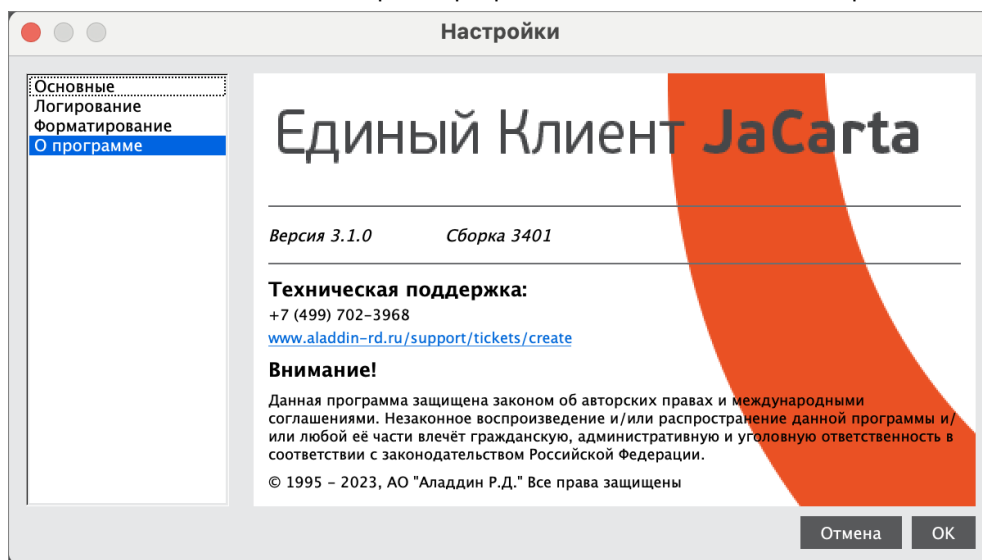 Настройки
Основные
Логирование
Форматирование
О программе
Единый Клиент JaCarta
Версия 3.1.0 Сборка 3401
Техническая поддержка:
+7 (499) 702-3968
www.aladdin-rd.ru/support/tickets/create
Внимание!
Данная программа защищена законом об авторских правах и международными
соглашениями. Незаконное воспроизведение и/или распространение данной программы и/
или любой её части влечёт гражданскую, административную и уголовную ответственность в
соответствии с законодательством Российской Федерации.
© 1995 - 2023, АО "Аладдин Р.Д." Все права защищены
Отмена OK